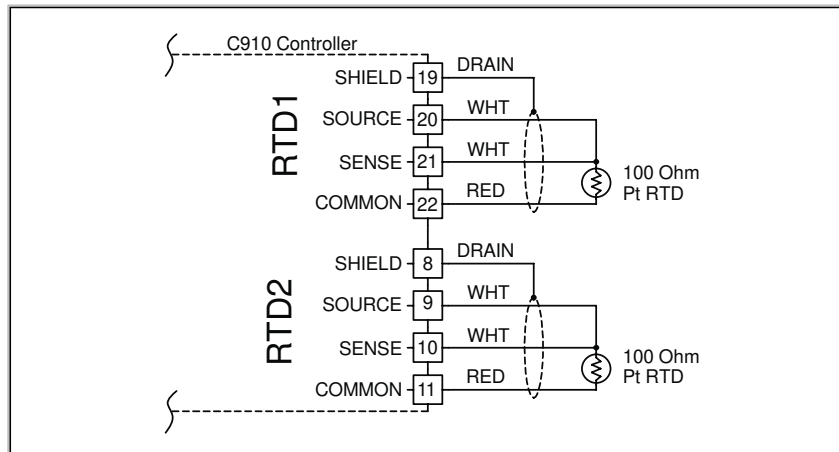 C910 Controller
RTD1
SHIELD 19 DRAIN
SOURCE 20 WHT
SENSE 21 WHT
COMMON 22 RED
100 Ohm
Pt RTD
RTD2
SHIELD 8 DRAIN
SOURCE 9 WHT
SENSE 10 WHT
COMMON 11 RED
100 Ohm
Pt RTD